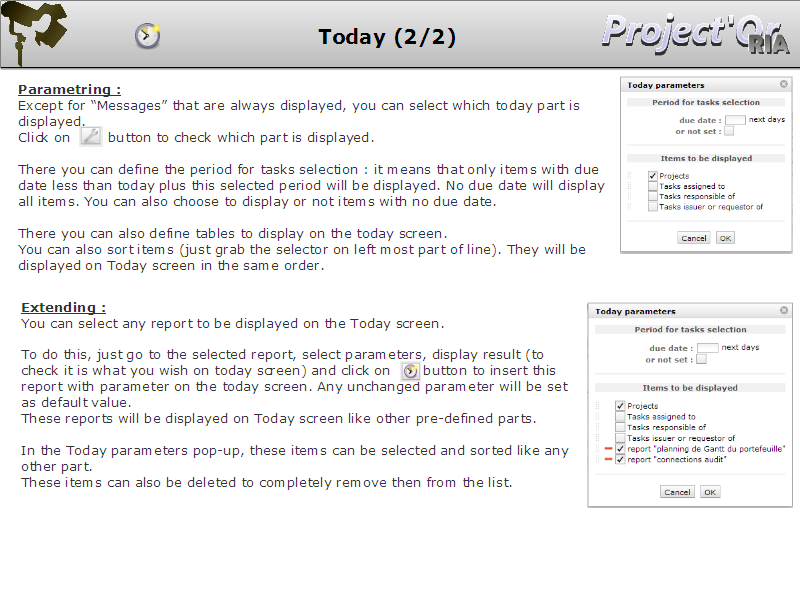 Today (2/2)
Project'Or
RIA
Parametring :
Except for “Messages” that are always displayed, you can select which today part is
displayed.
Click on button to check which part is displayed.
There you can define the period for tasks selection : it means that only items with due
date less than today plus this selected period will be displayed. No due date will display
all items. You can also choose to display or not items with no due date.
There you can also define tables to display on the today screen.
You can also sort items (just grab the selector on left most part of line). They will be
displayed on Today screen in the same order.
Today parameters
Period for tasks selection
due date : next days
or not set :
Items to be displayed
Projects
Tasks assigned to
Tasks responsible of
Tasks issuer or requestor of
Cancel OK
Extending :
You can select any report to be displayed on the Today screen.
To do this, just go to the selected report, select parameters, display result (to
check it is what you wish on today screen) and click on button to insert this
report with parameter on the today screen. Any unchanged parameter will be set
as default value.
These reports will be displayed on Today screen like other pre-defined parts.
In the Today parameters pop-up, these items can be selected and sorted like any
other part.
These items can also be deleted to completely remove then from the list.
Today parameters
Period for tasks selection
due date : next days
or not set :
Items to be displayed
Projects
Tasks assigned to
Tasks responsible of
Tasks issuer or requestor of
report "planning de Gantt du portefeuille"
report "connections audit"
Cancel OK